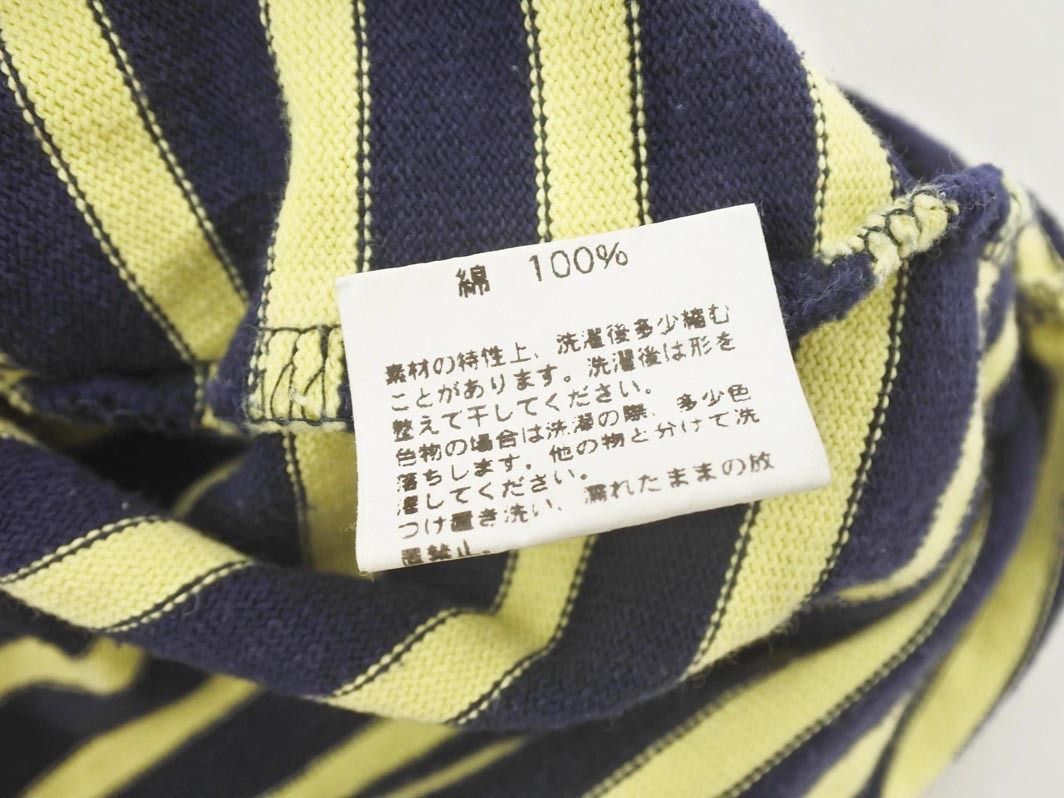 綿 100%
素材の特性上、洗濯後多少縮む
ことがあります。洗濯後は形を
整えて干してください。
色物の場合は洗濯の際、多少色
落ちします。他の物と分けて洗
濯してください。
つけ置き洗い、濡れたままの放
置禁止。